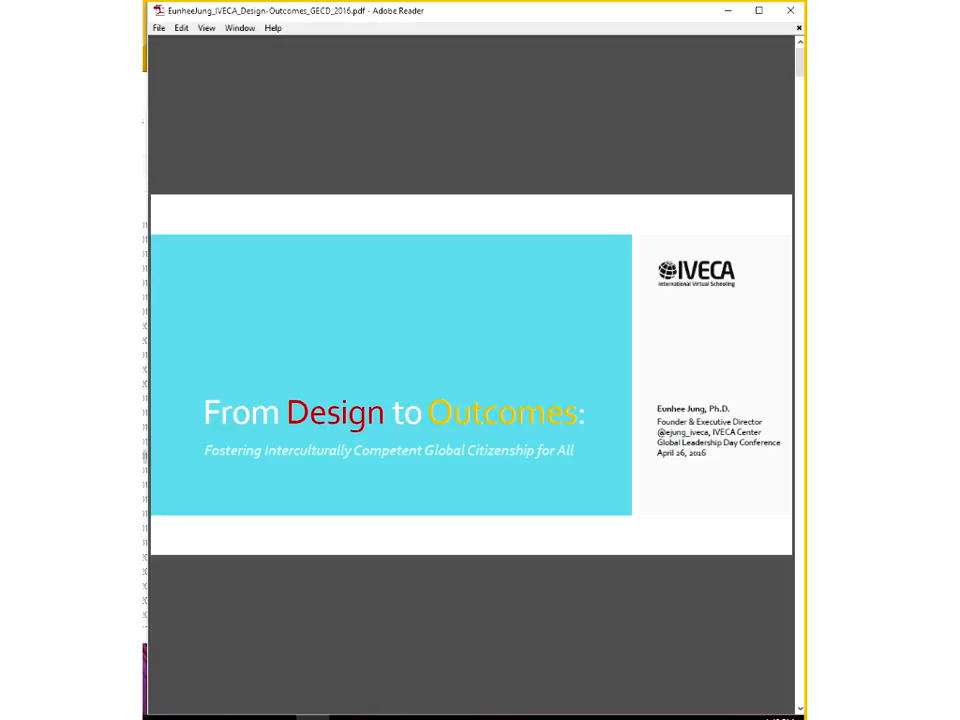 EunheeJung_IVECA_Design-Outcomes_GECD_2016.pdf - Adobe Reader
File Edit View Window Help
IVECA
International Virtual Schooling
From Design to Outcomes:
Fostering Interculturally Competent Global Citizenship for All
Eunhee Jung, Ph.D.
Founder & Executive Director
@ejung_iveca, IVECA Center
Global Leadership Day Conference
April 26, 2016